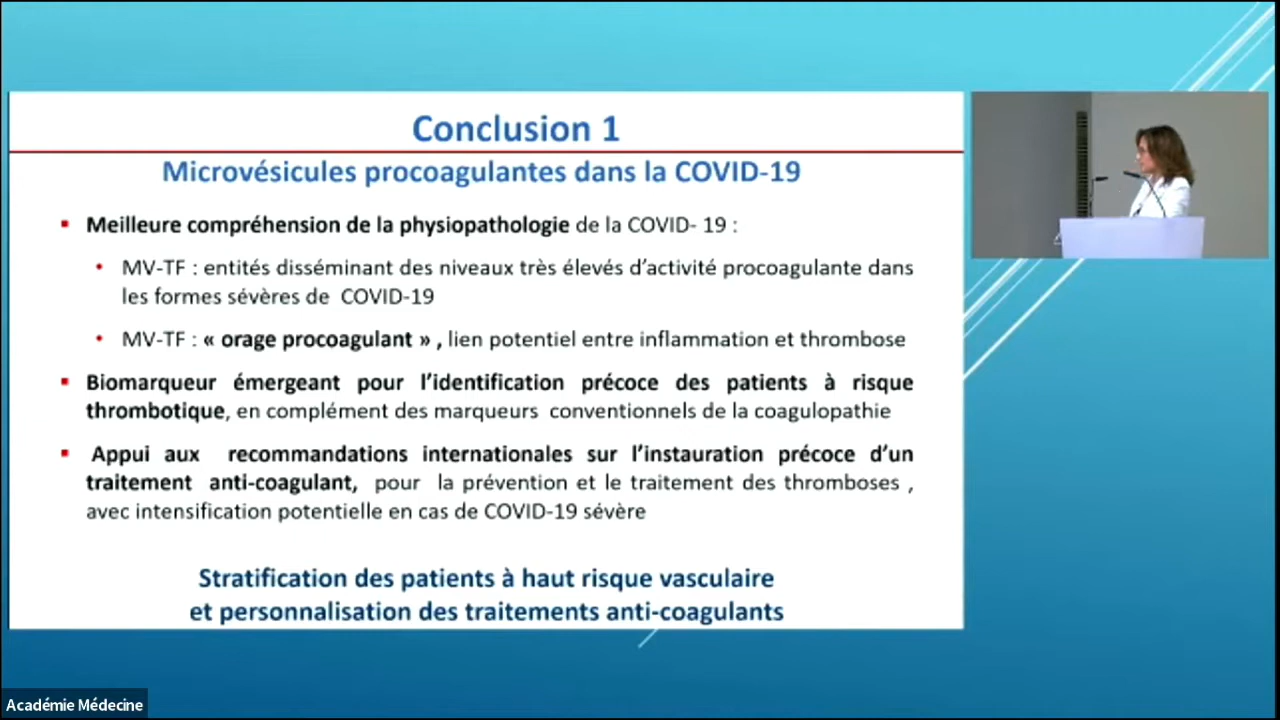 Conclusion 1
Microvésicules procoagulantes dans la COVID-19
Meilleure compréhension de la physiopathologie de la COVID- 19 :
MV-TF : entités disséminant des niveaux très élevés d’activité procoagulante dans
les formes sévères de COVID-19
MV-TF : « orage procoagulant » , lien potentiel entre inflammation et thrombose
Biomarqueur émergeant pour l’identification précoce des patients à risque
thrombotique, en complément des marqueurs conventionnels de la coagulopathie
Appui aux recommandations internationales sur l’instauration précoce d’un
traitement anti-coagulant, pour la prévention et le traitement des thromboses ,
avec intensification potentielle en cas de COVID-19 sévère
Stratification des patients à haut risque vasculaire
et personnalisation des traitements anti-coagulants
Académie Médecine